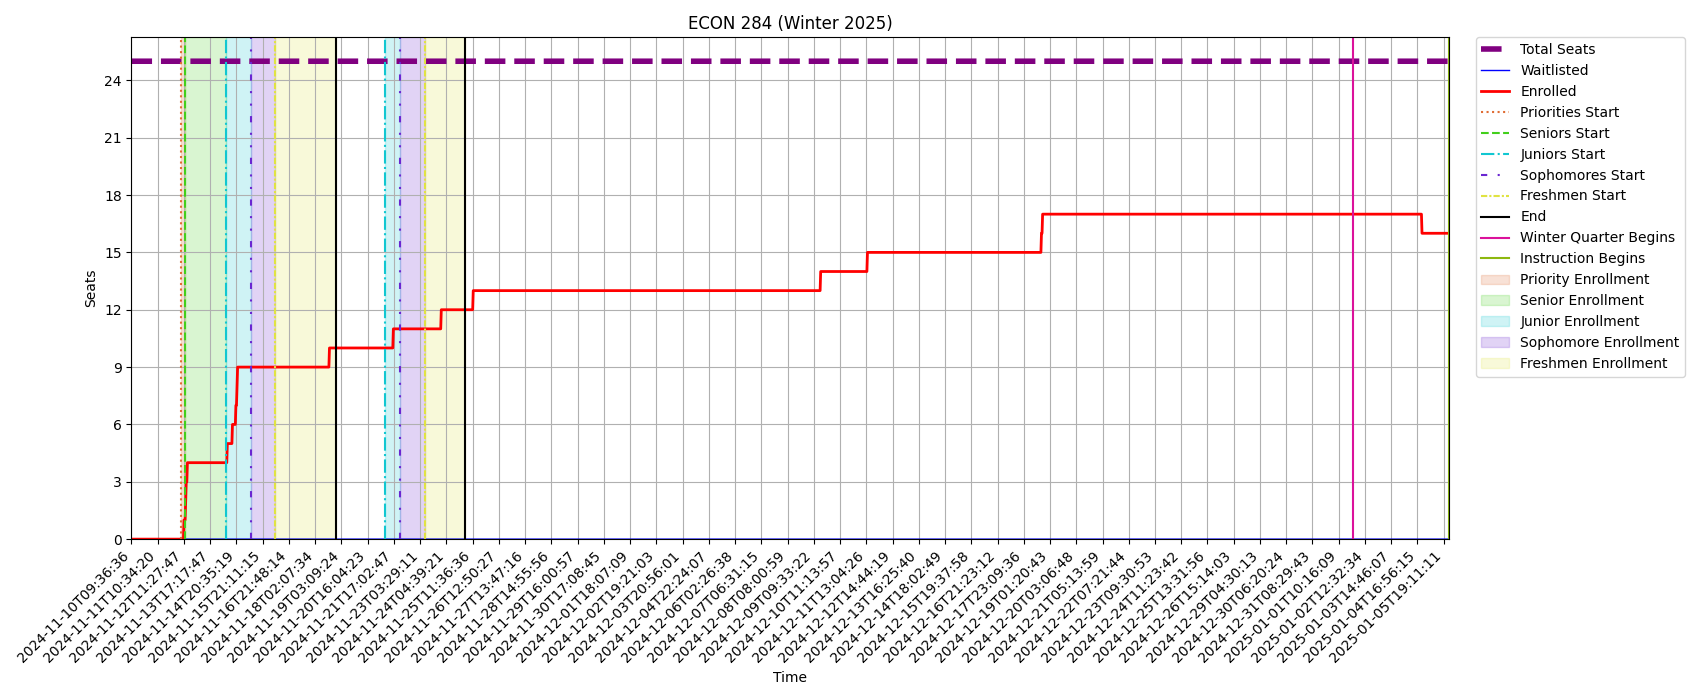 ECON 284 (Winter 2025)
Seats
24
21
18
15
12
9
6
3
0
2024-11-10T09:36:36
2024-11-11T10:34:20
2024-11-12T11:27:47
2024-11-13T17:17:47
2024-11-14T20:35:19
2024-11-15T21:11:15
2024-11-16T21:48:14
2024-11-18T02:07:34
2024-11-19T03:09:24
2024-11-20T16:04:23
2024-11-21T17:02:47
2024-11-23T03:29:11
2024-11-24T04:39:21
2024-11-25T11:36:36
2024-11-26T12:50:27
2024-11-27T13:47:16
2024-11-28T14:55:56
2024-11-29T16:00:57
2024-11-30T17:08:45
2024-12-01T18:07:09
2024-12-02T19:21:03
2024-12-03T20:56:01
2024-12-04T22:24:07
2024-12-06T02:26:38
2024-12-07T06:31:15
2024-12-08T08:00:59
2024-12-09T09:33:22
2024-12-10T11:13:57
2024-12-11T13:04:26
2024-12-12T14:44:19
2024-12-13T16:25:40
2024-12-14T18:02:49
2024-12-15T19:37:58
2024-12-16T21:23:12
2024-12-17T23:09:36
2024-12-19T01:20:43
2024-12-20T03:06:48
2024-12-21T05:13:59
2024-12-22T07:21:44
2024-12-23T09:30:53
2024-12-24T11:23:42
2024-12-25T13:31:56
2024-12-26T15:14:03
2024-12-29T04:30:13
2024-12-30T06:20:24
2024-12-31T08:29:43
2025-01-01T10:16:09
2025-01-02T12:32:34
2025-01-03T14:46:07
2025-01-04T16:56:15
2025-01-05T19:11:11
Time
Total Seats
Waitlisted
Enrolled
Priorities Start
Seniors Start
Juniors Start
Sophomores Start
Freshmen Start
End
Winter Quarter Begins
Instruction Begins
Priority Enrollment
Senior Enrollment
Junior Enrollment
Sophomore Enrollment
Freshmen Enrollment